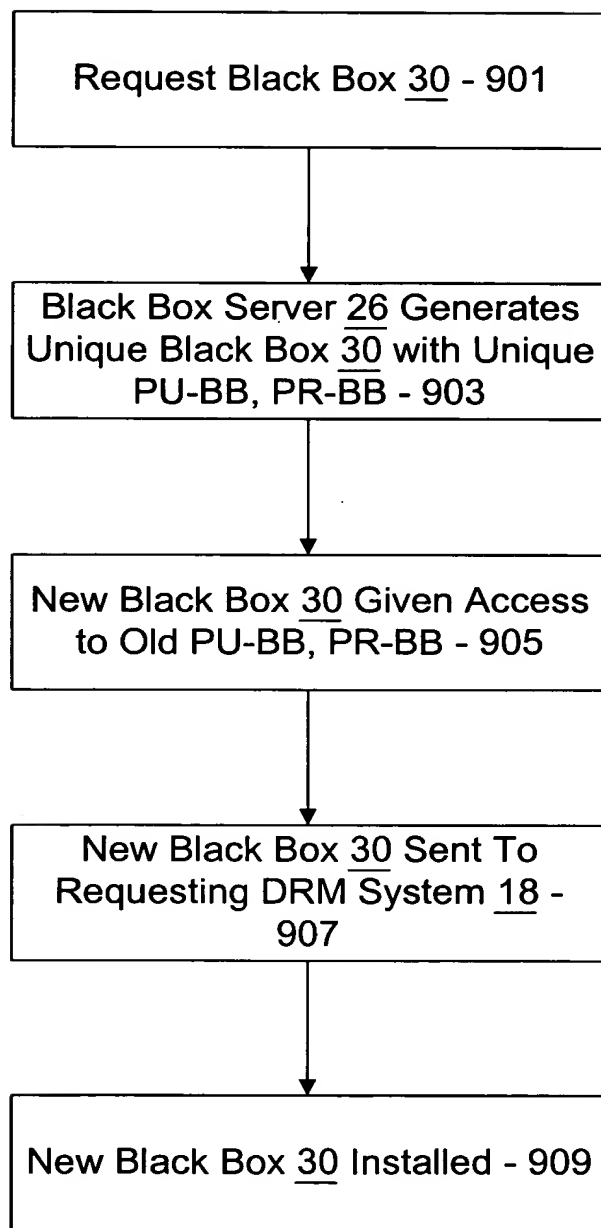 Request Black Box 30 - 901
Black Box Server 26 Generates
Unique Black Box 30 with Unique
PU-BB, PR-BB - 903
New Black Box 30 Given Access
to Old PU-BB, PR-BB - 905
New Black Box 30 Sent To
Requesting DRM System 18 -
907
New Black Box 30 Installed - 909